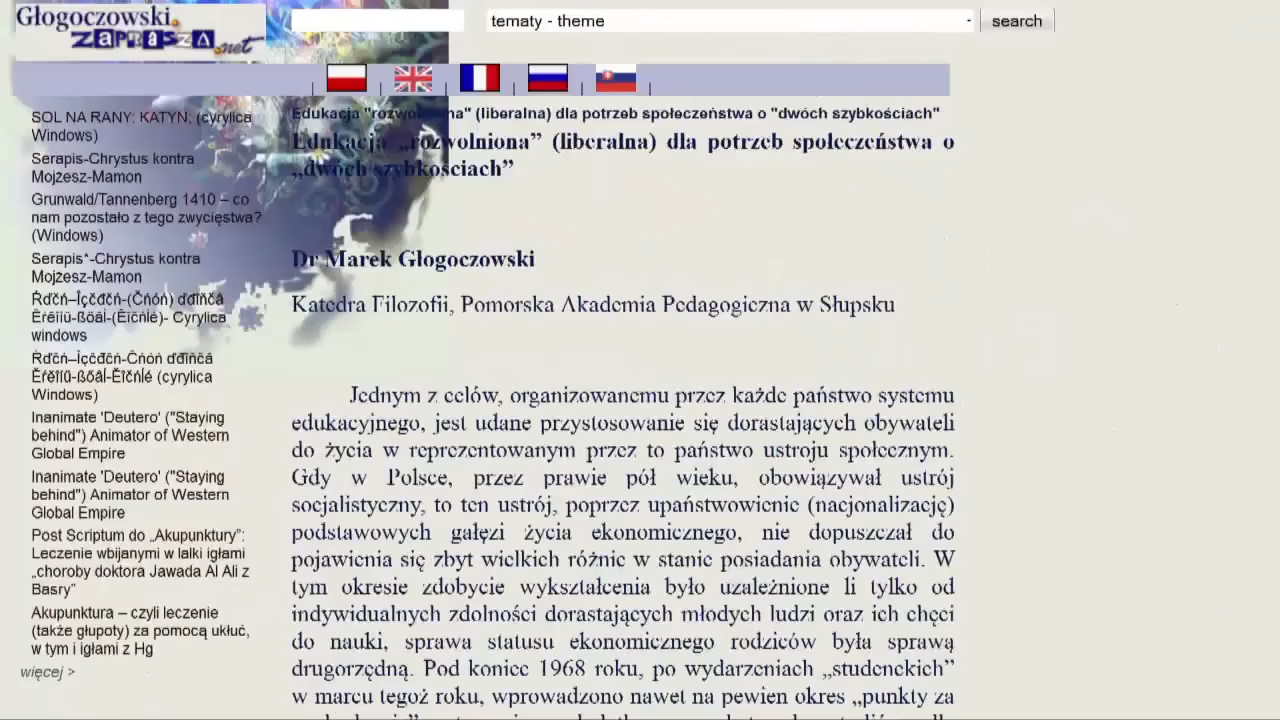 Głogoczowski.
zaprasza.net
tematy - theme
search
SOL NA RANY: KATYN; (cyrylica
Windows)
Serapis-Chrystus kontra
Mojżesz-Mamon
Grunwald/Tannenberg 1410 – co
nam pozostało z tego zwycięstwa?
(Windows)
Serapis*-Chrystus kontra
Mojżesz-Mamon
windows
Windows)
Inanimate 'Deutero' ("Staying
behind") Animator of Western
Global Empire
Inanimate 'Deutero' ("Staying
behind") Animator of Western
Global Empire
Post Scriptum do „Akupunktury”:
Leczenie wbijanymi w lalki igłami
„choroby doktora Jawada Al Ali z
Basry”
Akupunktura – czyli leczenie
(także głupoty) za pomocą ukłuć,
w tym i igłami z Hg
więcej >
Edukacja "rozwolniona" (liberalna) dla potrzeb społeczeństwa o "dwóch szybkościach"
Edukacja „rozwolniona” (liberalna) dla potrzeb społeczeństwa o
„dwóch szybkościach”
Dr Marek Głogoczowski
Katedra Filozofii, Pomorska Akademia Pedagogiczna w Słupsku
Jednym z celów, organizowanemu przez każde państwo systemu
edukacyjnego, jest udane przystosowanie się dorastających obywateli
do życia w reprezentowanym przez to państwo ustroju społecznym.
Gdy w Polsce, przez prawie pół wieku, obowiązywał ustrój
socjalistyczny, to ten ustrój, poprzez upaństwowienie (nacjonalizację)
podstawowych gałęzi życia ekonomicznego, nie dopuszczał do
pojawienia się zbyt wielkich różnic w stanie posiadania obywateli. W
tym okresie zdobycie wykształcenia było uzależnione li tylko od
indywidualnych zdolności dorastających młodych ludzi oraz ich chęci
do nauki, sprawa statusu ekonomicznego rodziców była sprawą
drugorzędną. Pod koniec 1968 roku, po wydarzeniach „studenckich”
w marcu tegoż roku, wprowadzono nawet na pewien okres „punkty za